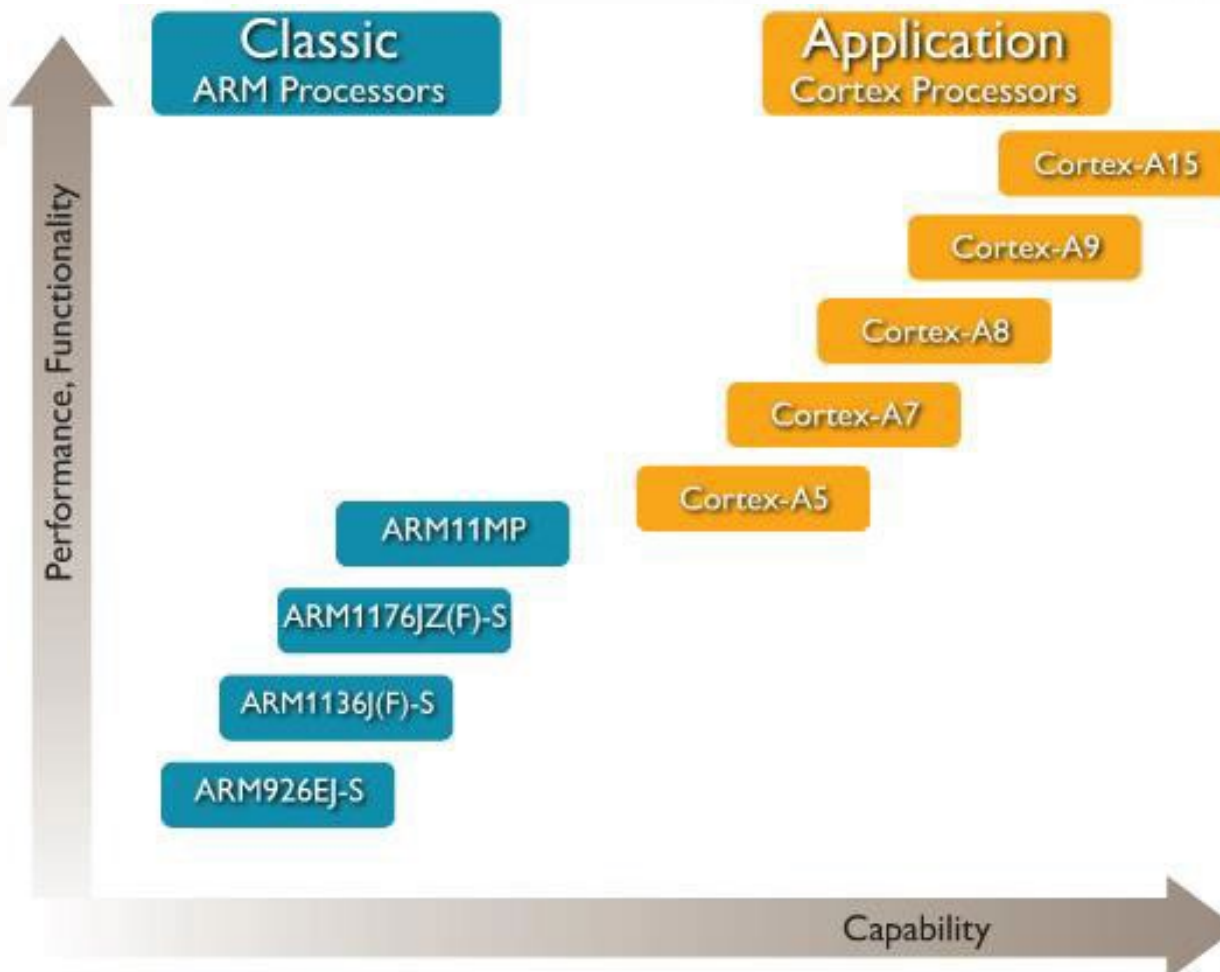 Classic
ARM Processors
Application
Cortex Processors
Cortex-A15
Cortex-A9
Cortex-A8
Cortex-A7
Cortex-A5
ARM11MP
ARM1176JZ(F)-S
ARM1136J(F)-S
ARM926EJ-S
Performance, Functionality
Capability